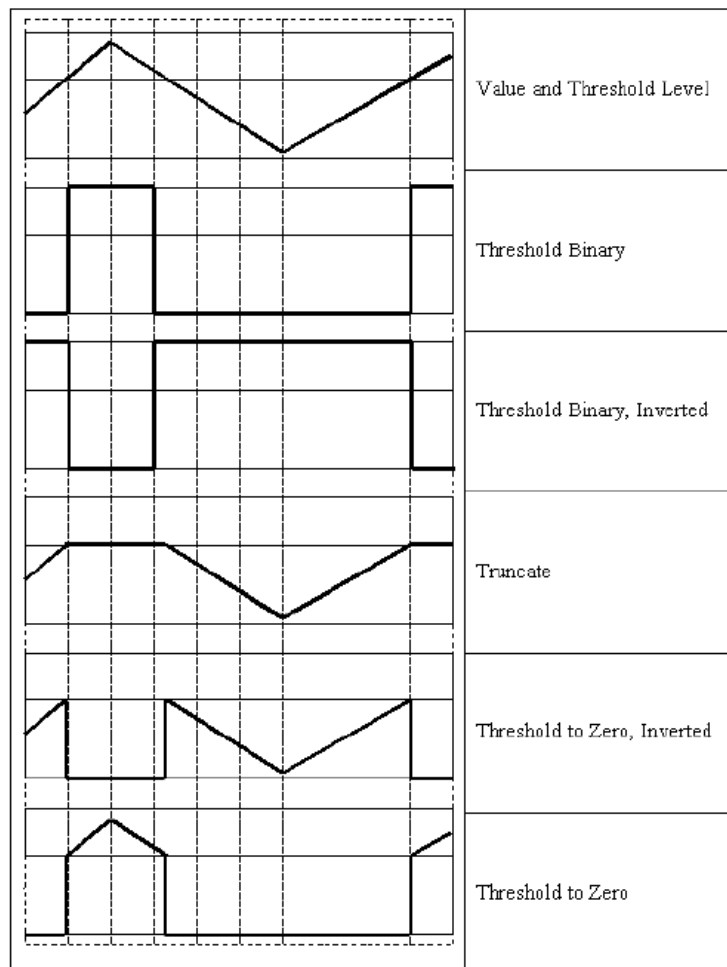 Value and Threshold Level
Threshold Binary
Threshold Binary, Inverted
Truncate
Threshold to Zero, Inverted
Threshold to Zero